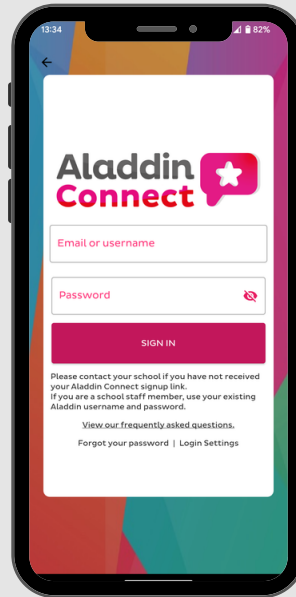 13:34
82%
Aladdin
Connect
Email or username
Password
SIGN IN
Please contact your school if you have not received
your Aladdin Connect signup link.
If you are a school staff member, use your existing
Aladdin username and password.
View our frequently asked questions.
Forgot your password | Login Settings